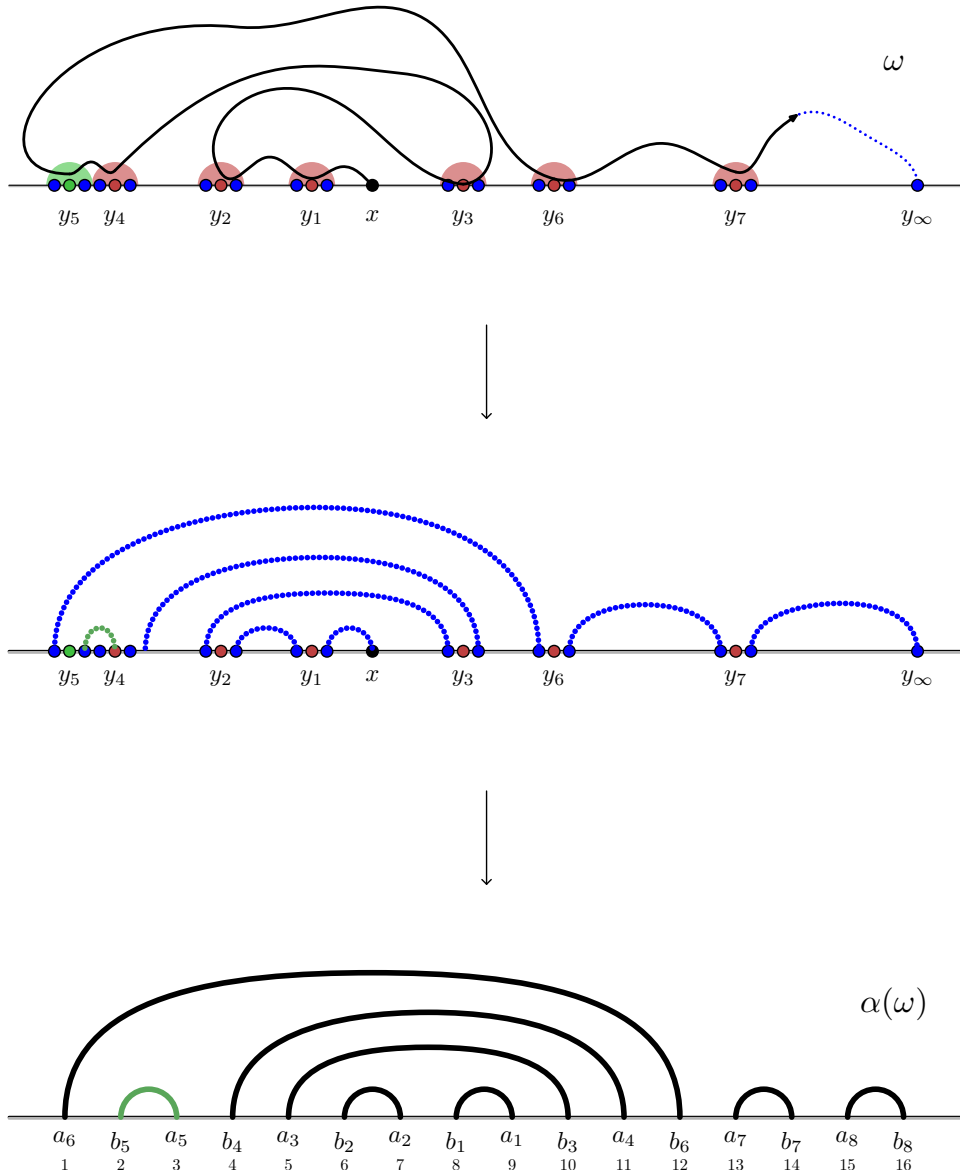 ω
y₅ y₄ y₂ y₁ x y₃ y₆ y₇ y∞
y₅ y₄ y₂ y₁ x y₃ y₆ y₇ y∞
α(ω)
a₆ b₅ a₅ b₄ a₃ b₂ a₂ b₁ a₁ b₃ a₄ b₆ a₇ b₇ a₈ b₈
1 2 3 4 5 6 7 8 9 10 11 12 13 14 15 16